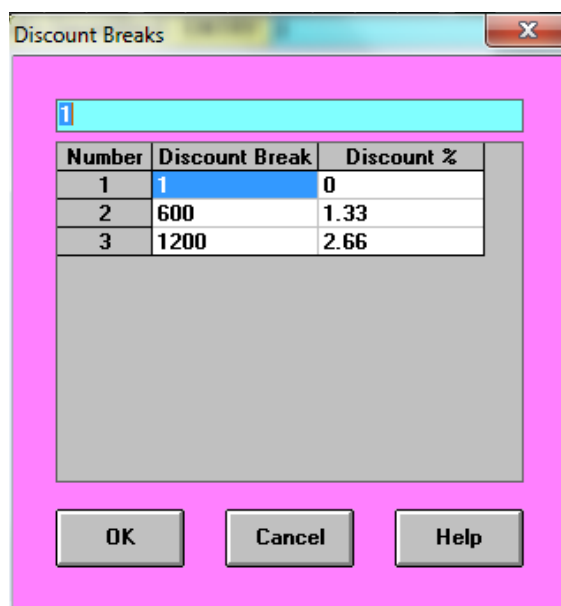 Discount Breaks
1
Number Discount Break Discount %
1 1 0
2 600 1.33
3 1200 2.66
OK Cancel Help